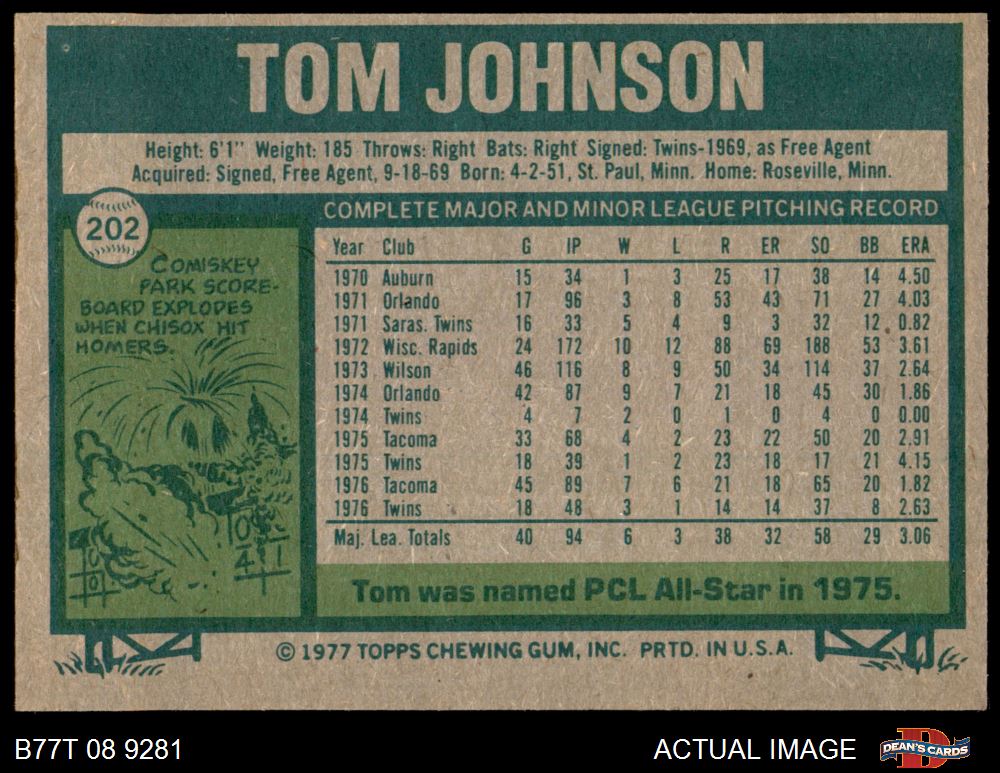 TOM JOHNSON
Height: 6'1" Weight: 185 Throws: Right Bats: Right Signed: Twins-1969, as Free Agent
Acquired: Signed, Free Agent, 9-18-69 Born: 4-2-51, St. Paul, Minn. Home: Roseville, Minn.
202
COMISKEY
PARK SCORE-
BOARD EXPLODES
WHEN CHISOX HIT
HOMERS.
COMPLETE MAJOR AND MINOR LEAGUE PITCHING RECORD
Year Club G IP W L R ER SO BB ERA
1970 Auburn 15 34 1 3 25 17 38 14 4.50
1971 Orlando 17 96 3 8 53 43 71 27 4.03
1971 Saras. Twins 16 33 5 4 9 3 32 12 0.82
1972 Wisc. Rapids 24 172 10 12 88 69 188 53 3.61
1973 Wilson 46 116 8 9 50 34 114 37 2.64
1974 Orlando 42 87 9 7 21 18 45 30 1.86
1974 Twins 4 7 2 0 1 0 4 0 0.00
1975 Tacoma 33 68 4 2 23 22 50 20 2.91
1975 Twins 18 39 1 2 23 18 17 21 4.15
1976 Tacoma 45 89 7 6 21 18 65 20 1.82
1976 Twins 18 48 3 1 14 14 37 8 2.63
Maj. Lea. Totals 40 94 6 3 38 32 58 29 3.06
Tom was named PCL All-Star in 1975.
© 1977 TOPPS CHEWING GUM, INC. PRTD. IN U.S.A.
B77T 08 9281
ACTUAL IMAGE
DEAN'S CARDS